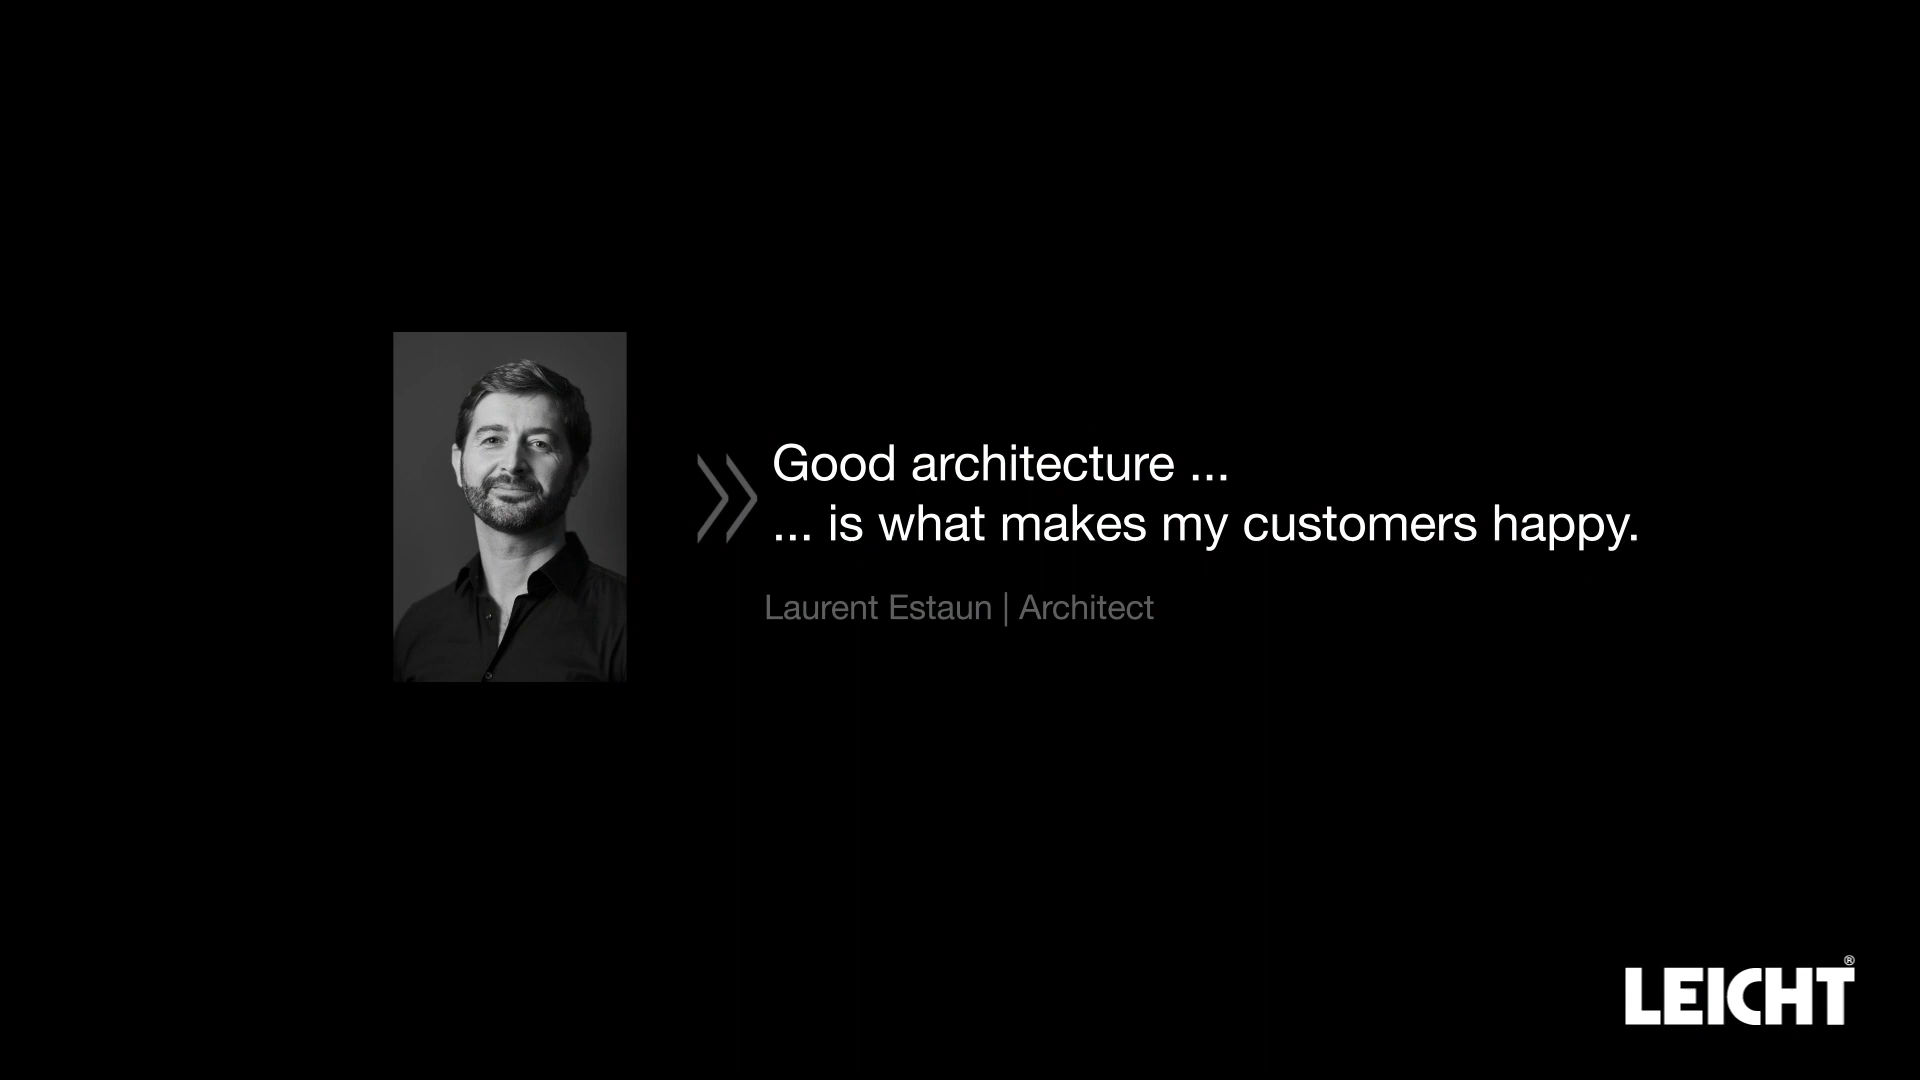 Good architecture ...
... is what makes my customers happy.
Laurent Estaun | Architect
LEICHT®